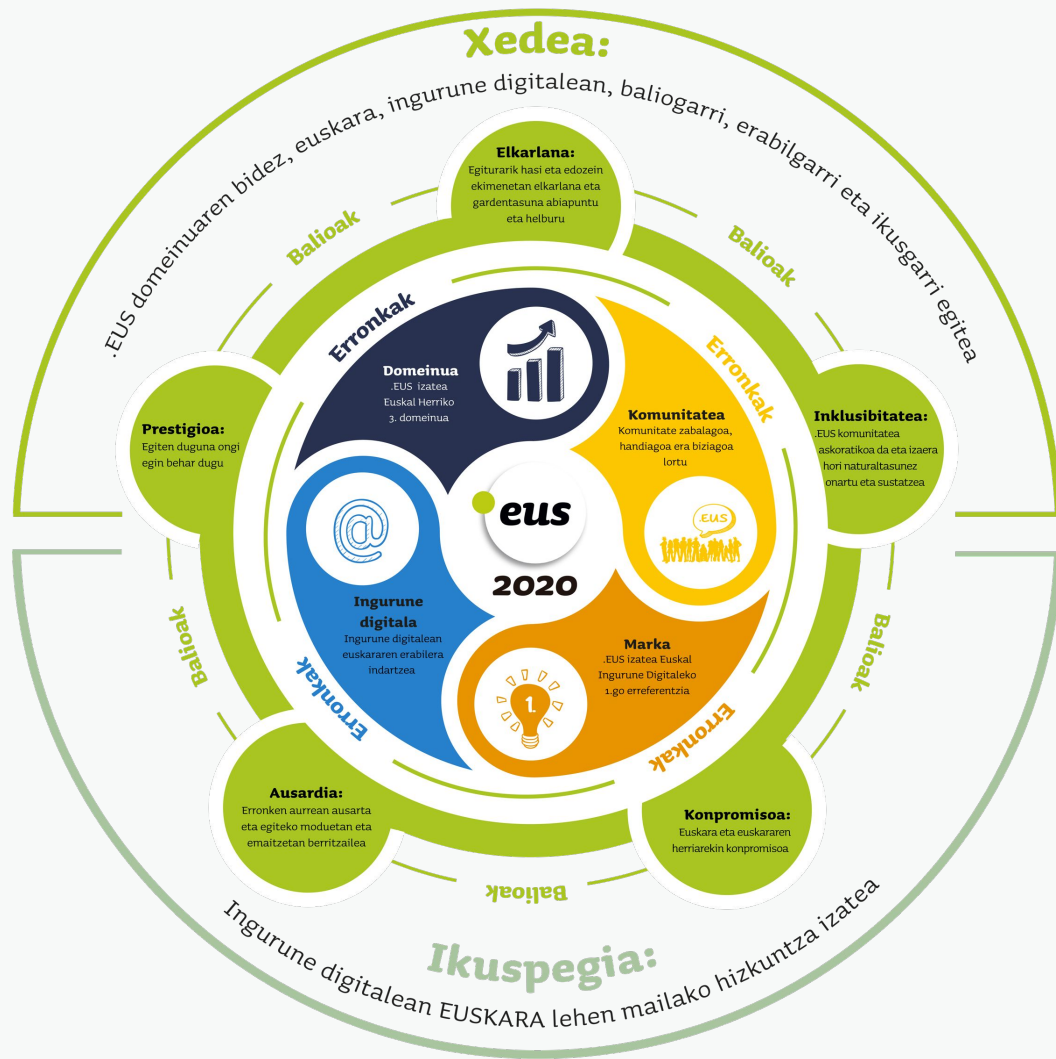 Xedea:
.EUS domeinuaren bidez, euskara, ingurune digitalean, baliogarri, erabilgarri eta ikusgarri egitea
Elkarlana:
Egiturarik hasi eta edozein
ekimenetan elkarlana eta
gardentasuna abiapuntu
eta helburu
Balioak
Balioak
Erronkak
Erronkak
Domeinua
.EUS izatea
Euskal Herriko
3. domeinua
Komunitatea
Komunitate zabalagoa,
handiagoa era biziagoa
lortu
.EUS
Prestigioa:
Egiten duguna ongi
egin behar dugu
Inklusibitatea:
.EUS komunitatea
askoratikoa da eta izaera
hori naturaltasunez
onartu eta sustatzea
@
eus
2020
Ingurune
digitala
Ingurune digitalean
euskararen erabilera
indartzea
Marka
.EUS izatea Euskal
Ingurune Digitaleko
1.go erreferentzia
1.
Erronkak
Erronkak
Balioak
Balioak
Ausardia:
Erronken aurrean ausarta
eta egiteko moduetan eta
emaitzetan berritzailea
Konpromisoa:
Euskara eta euskararen
herriarekin konpromisoa
Balioak
Ikuspegia:
Ingurune digitalean EUSKARA lehen mailako hizkuntza izatea